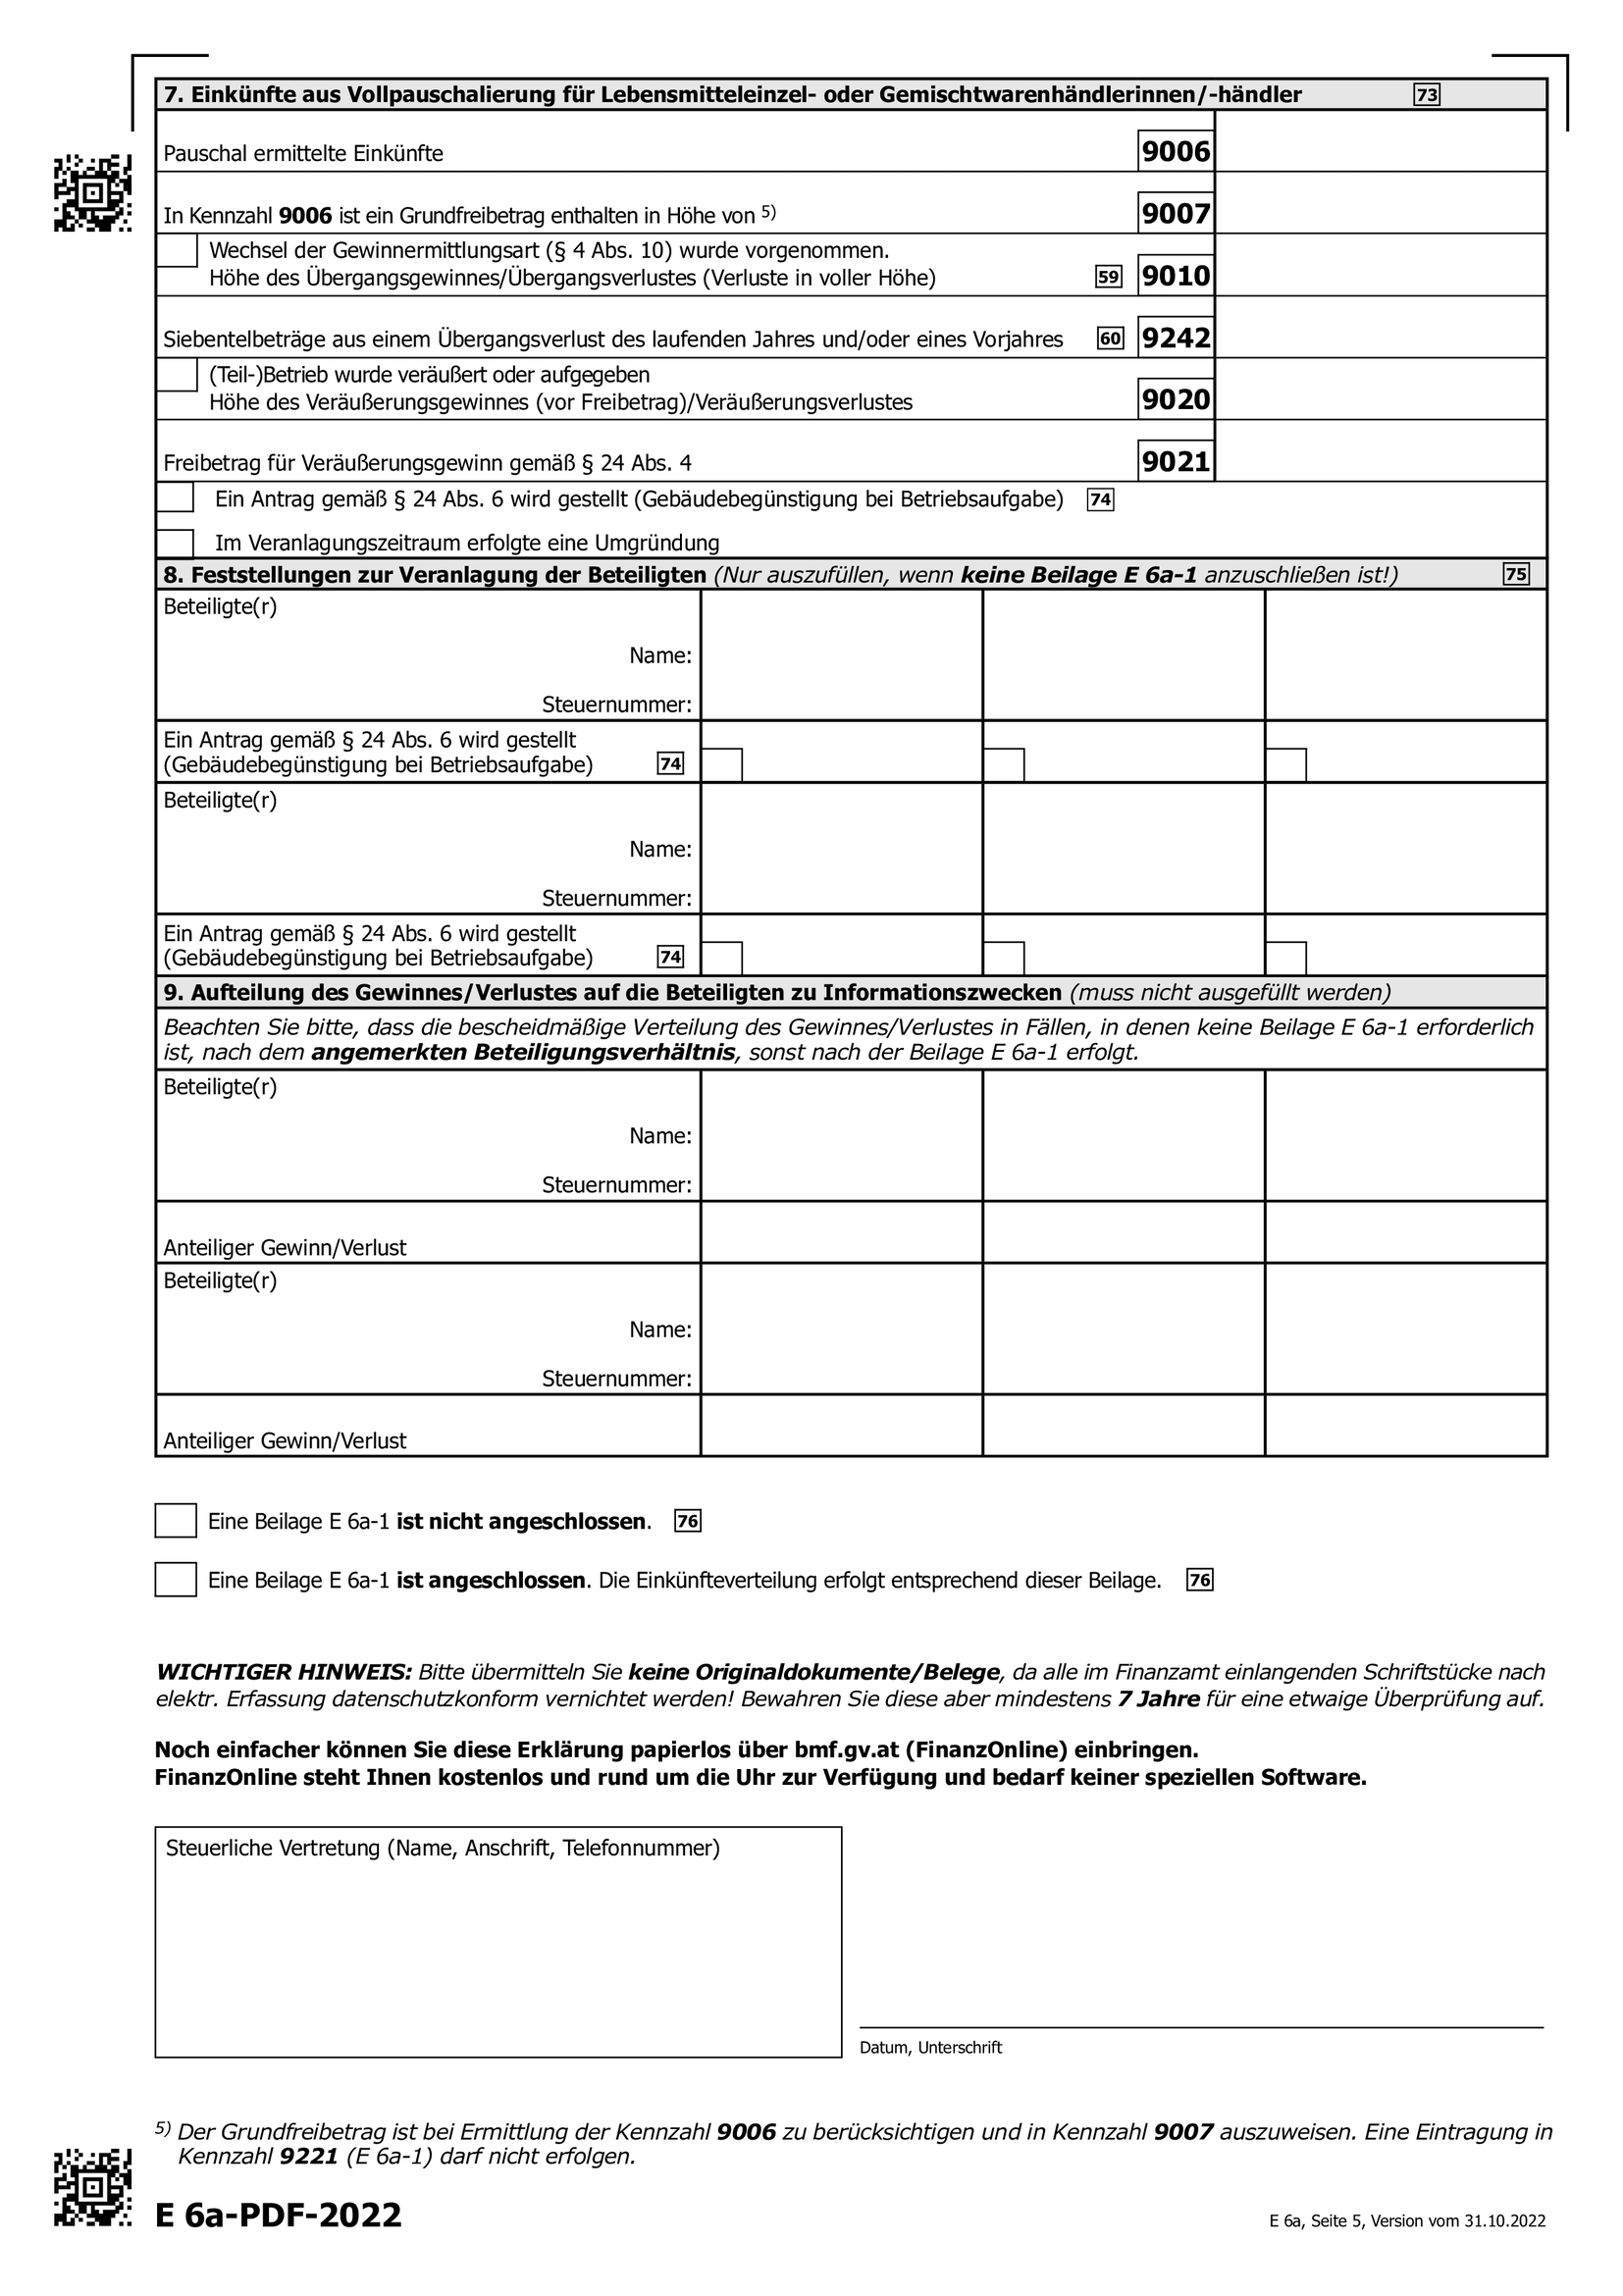 7. Einkünfte aus Vollpauschalierung für Lebensmitteleinzel- oder Gemischtwarenhändlerinnen/-händler 73
Pauschal ermittelte Einkünfte 9006
In Kennzahl 9006 ist ein Grundfreibetrag enthalten in Höhe von 5) 9007
Wechsel der Gewinnermittlungsart (§ 4 Abs. 10) wurde vorgenommen.
Höhe des Übergangsgewinnes/Übergangsverlustes (Verluste in voller Höhe) 59 9010
Siebentelbeträge aus einem Übergangsverlust des laufenden Jahres und/oder eines Vorjahres 60 9242
(Teil-)Betrieb wurde veräußert oder aufgegeben
Höhe des Veräußerungsgewinnes (vor Freibetrag)/Veräußerungsverlustes 9020
Freibetrag für Veräußerungsgewinn gemäß § 24 Abs. 4 9021
Ein Antrag gemäß § 24 Abs. 6 wird gestellt (Gebäudebegünstigung bei Betriebsaufgabe) 74
Im Veranlagungszeitraum erfolgte eine Umgründung
8. Feststellungen zur Veranlagung der Beteiligten (Nur auszufüllen, wenn keine Beilage E 6a-1 anzuschließen ist!) 75
Beteiligte(r)
Name:
Steuernummer:
Ein Antrag gemäß § 24 Abs. 6 wird gestellt
(Gebäudebegünstigung bei Betriebsaufgabe) 74
Beteiligte(r)
Name:
Steuernummer:
Ein Antrag gemäß § 24 Abs. 6 wird gestellt
(Gebäudebegünstigung bei Betriebsaufgabe) 74
9. Aufteilung des Gewinnes/Verlustes auf die Beteiligten zu Informationszwecken (muss nicht ausgefüllt werden)
Beachten Sie bitte, dass die bescheidmäßige Verteilung des Gewinnes/Verlustes in Fällen, in denen keine Beilage E 6a-1 erforderlich
ist, nach dem angemerkten Beteiligungsverhältnis, sonst nach der Beilage E 6a-1 erfolgt.
Beteiligte(r)
Name:
Steuernummer:
Anteiliger Gewinn/Verlust
Beteiligte(r)
Name:
Steuernummer:
Anteiliger Gewinn/Verlust
Eine Beilage E 6a-1 ist nicht angeschlossen. 76
Eine Beilage E 6a-1 ist angeschlossen. Die Einkünfteverteilung erfolgt entsprechend dieser Beilage. 76
WICHTIGER HINWEIS: Bitte übermitteln Sie keine Originaldokumente/Belege, da alle im Finanzamt einlangenden Schriftstücke nach
elektr. Erfassung datenschutzkonform vernichtet werden! Bewahren Sie diese aber mindestens 7 Jahre für eine etwaige Überprüfung auf.
Noch einfacher können Sie diese Erklärung papierlos über bmf.gv.at (FinanzOnline) einbringen.
FinanzOnline steht Ihnen kostenlos und rund um die Uhr zur Verfügung und bedarf keiner speziellen Software.
Steuerliche Vertretung (Name, Anschrift, Telefonnummer)
Datum, Unterschrift
5) Der Grundfreibetrag ist bei Ermittlung der Kennzahl 9006 zu berücksichtigen und in Kennzahl 9007 auszuweisen. Eine Eintragung in
Kennzahl 9221 (E 6a-1) darf nicht erfolgen.
E 6a-PDF-2022
E 6a, Seite 5, Version vom 31.10.2022